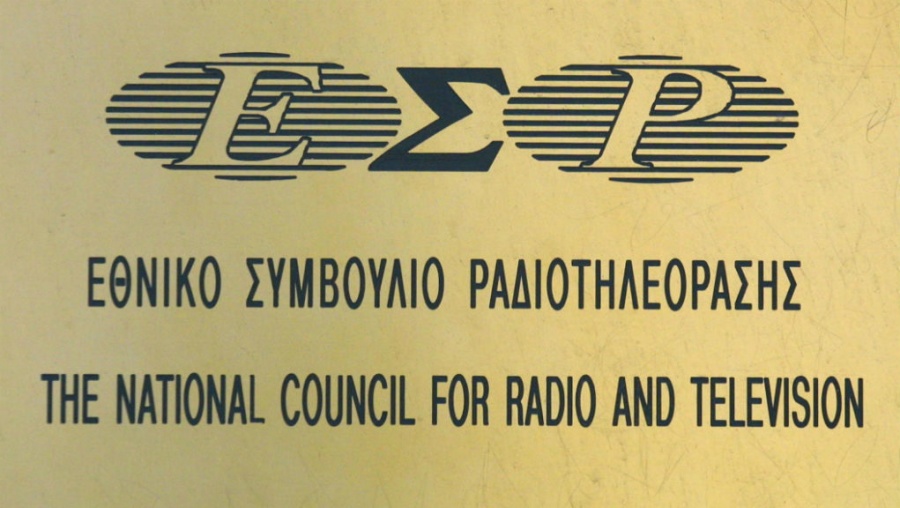 ΕΣΡ
ΕΘΝΙΚΟ ΣΥΜΒΟΥΛΙΟ ΡΑΔΙΟΤΗΛΕΟΡΑΣΗΣ
THE NATIONAL COUNCIL FOR RADIO AND TELEVISION